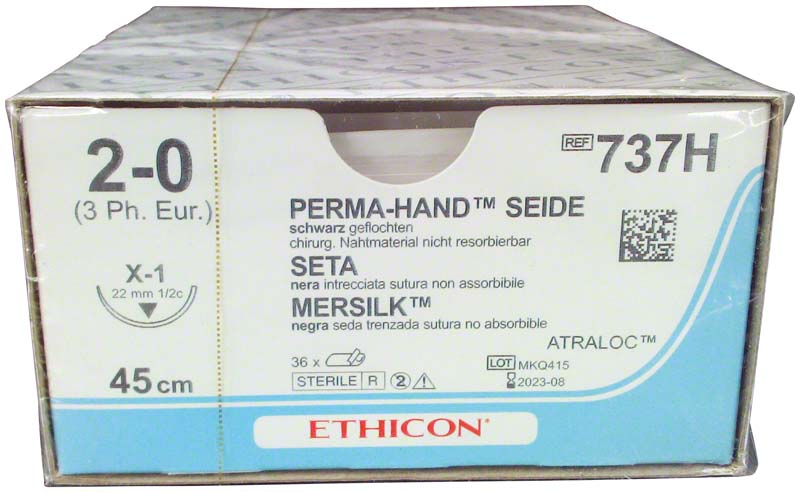 ETHICON
2-0
(3 Ph. Eur.)
X-1
22 mm 1/2c
45 cm
REF 737H
PERMA-HAND™ SEIDE
schwarz geflochten
chirurg. Nahtmaterial nicht resorbierbar
SETA
nera intrecciata sutura non assorbibile
MERSILK™
negra seda trenzada sutura no absorbible
ATRALOC™
36 x
LOT MKQ415
STERILE R 2
2023-08
ETHICON®